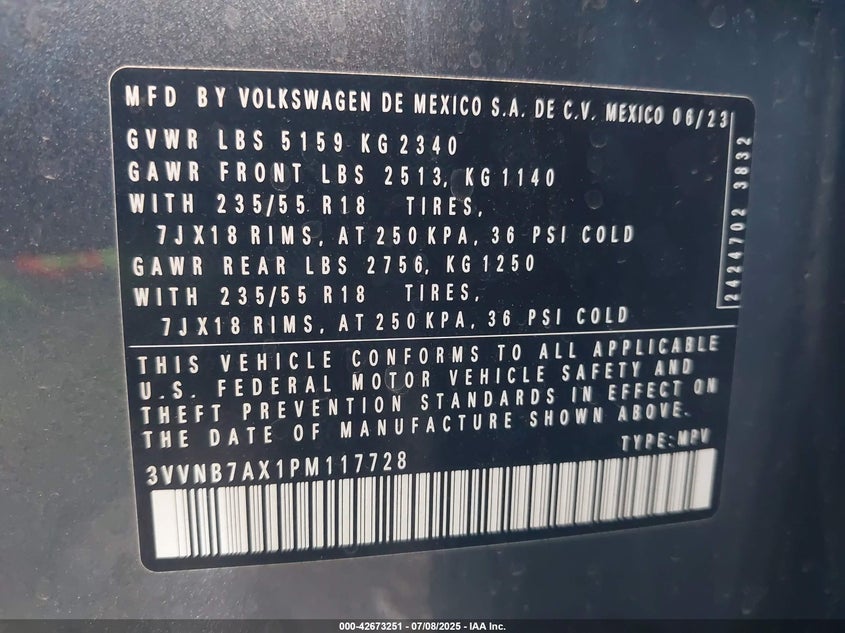 MFD BY VOLKSWAGEN DE MEXICO S.A. DE C.V. MEXICO 06/23
GVWR LBS 5159 KG 2340
GAWR FRONT LBS 2513, KG 1140
WITH 235/55 R18 TIRES,
7JX18 RIMS, AT 250 KPA, 36 PSI COLD
GAWR REAR LBS 2756, KG 1250
WITH 235/55 R18 TIRES,
7JX18 RIMS, AT 250 KPA, 36 PSI COLD
2424702 3832
THIS VEHICLE CONFORMS TO ALL APPLICABLE
U.S. FEDERAL MOTOR VEHICLE SAFETY AND
THEFT PREVENTION STANDARDS IN EFFECT ON
THE DATE OF MANUFACTURE SHOWN ABOVE.
TYPE: MPV
3VVNB7AX1PM117728
000-42673251 - 07/08/2025 - IAA Inc.